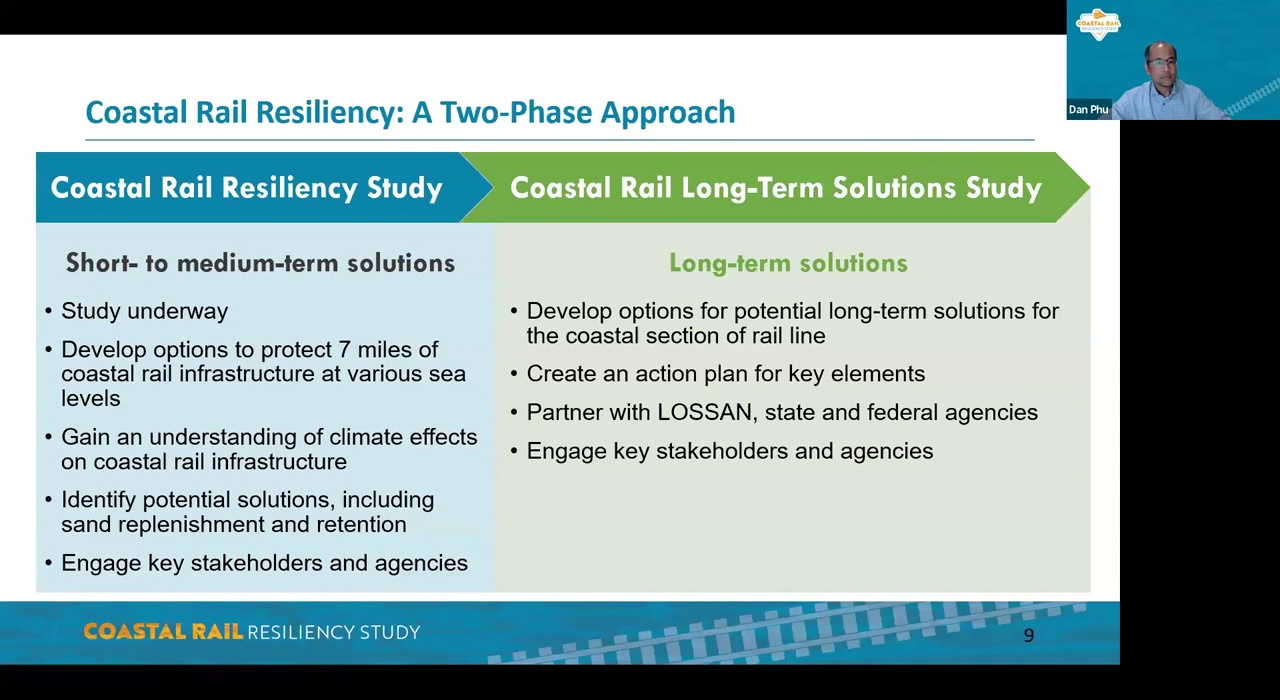 COASTAL RAIL
RESILIENCY STUDY
Dan Phu
Coastal Rail Resiliency: A Two-Phase Approach
Coastal Rail Resiliency Study
Short- to medium-term solutions
• Study underway
• Develop options to protect 7 miles of
coastal rail infrastructure at various sea
levels
• Gain an understanding of climate effects
on coastal rail infrastructure
• Identify potential solutions, including
sand replenishment and retention
• Engage key stakeholders and agencies
Coastal Rail Long-Term Solutions Study
Long-term solutions
• Develop options for potential long-term solutions for
the coastal section of rail line
• Create an action plan for key elements
• Partner with LOSSAN, state and federal agencies
• Engage key stakeholders and agencies
COASTAL RAIL RESILIENCY STUDY
9